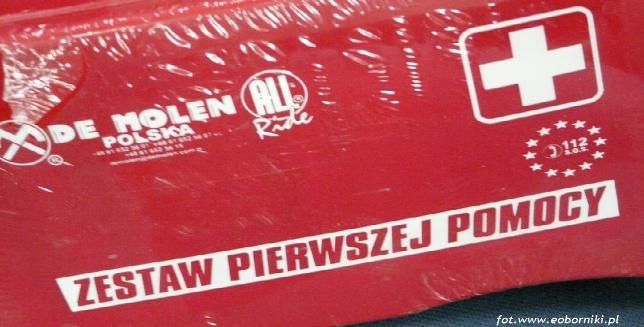 DE MOLEN
POLSKA
ALL
Ride
112
S.O.S.
ZESTAW PIERWSZEJ POMOCY
fot.www.eoborniki.pl